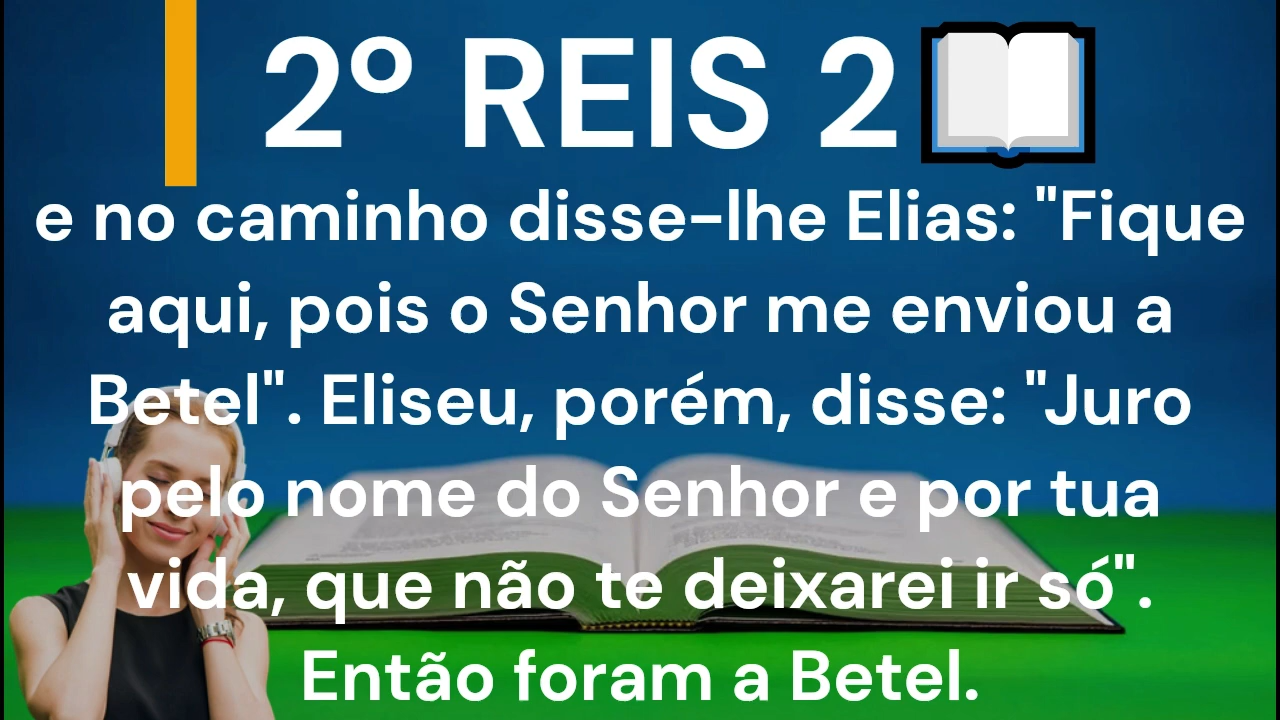 2º REIS 2
e no caminho disse-lhe Elias: "Fique
aqui, pois o Senhor me enviou a
Betel". Eliseu, porém, disse: "Juro
pelo nome do Senhor e por tua
vida, que não te deixarei ir só".
Então foram a Betel.